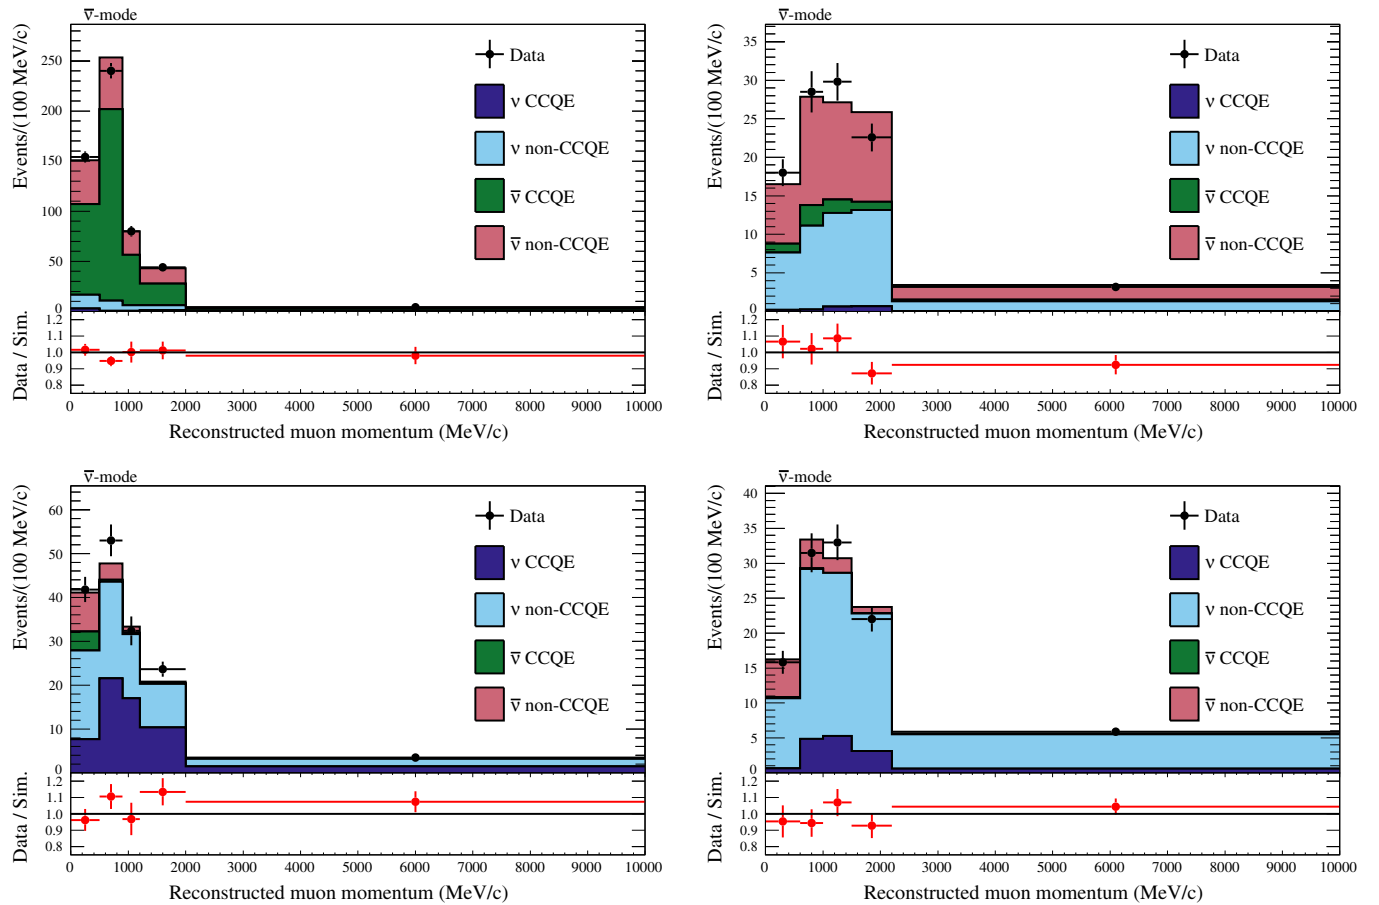 ν̅-mode
Events/(100 MeV/c)
250
200
150
100
50
0
Data
ν CCQE
ν non-CCQE
ν̅ CCQE
ν̅ non-CCQE
Data / Sim.
1.2
1.1
1.0
0.9
0.8
0 1000 2000 3000 4000 5000 6000 7000 8000 9000 10000
Reconstructed muon momentum (MeV/c)
ν̅-mode
Events/(100 MeV/c)
35
30
25
20
15
10
5
0
Data
ν CCQE
ν non-CCQE
ν̅ CCQE
ν̅ non-CCQE
Data / Sim.
1.2
1.1
1.0
0.9
0.8
0 1000 2000 3000 4000 5000 6000 7000 8000 9000 10000
Reconstructed muon momentum (MeV/c)
ν̅-mode
Events/(100 MeV/c)
60
50
40
30
20
10
0
Data
ν CCQE
ν non-CCQE
ν̅ CCQE
ν̅ non-CCQE
Data / Sim.
1.2
1.1
1.0
0.9
0.8
0 1000 2000 3000 4000 5000 6000 7000 8000 9000 10000
Reconstructed muon momentum (MeV/c)
ν̅-mode
Events/(100 MeV/c)
40
35
30
25
20
15
10
5
0
Data
ν CCQE
ν non-CCQE
ν̅ CCQE
ν̅ non-CCQE
Data / Sim.
1.2
1.1
1.0
0.9
0.8
0 1000 2000 3000 4000 5000 6000 7000 8000 9000 10000
Reconstructed muon momentum (MeV/c)